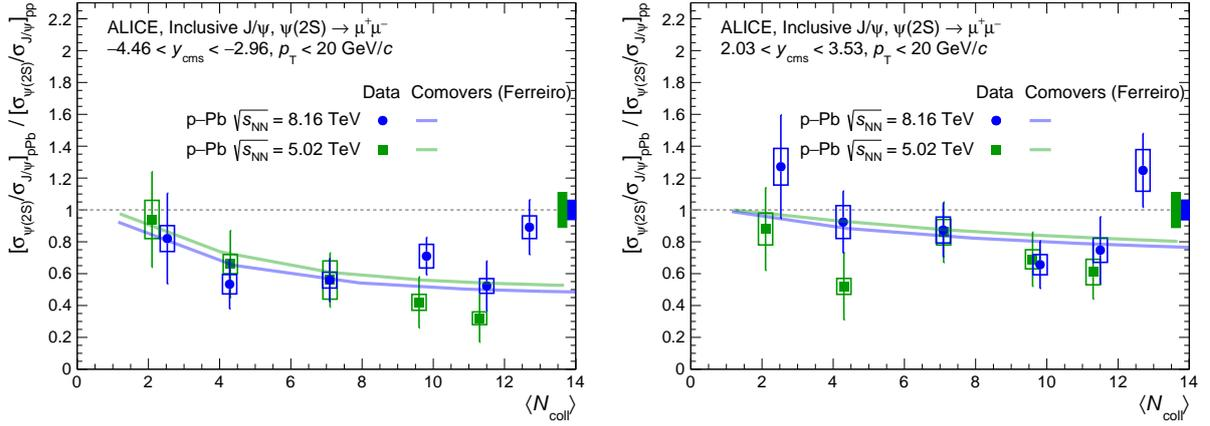 ALICE, Inclusive J/ψ, ψ(2S) → μ⁺μ⁻
−4.46 < y_cms < −2.96, p_T < 20 GeV/c
Data Comovers (Ferreiro)
p−Pb √s_NN = 8.16 TeV
p−Pb √s_NN = 5.02 TeV
[σ_ψ(2S)/σ_J/ψ]_pPb / [σ_ψ(2S)/σ_J/ψ]_pp
2.2
2
1.8
1.6
1.4
1.2
1
0.8
0.6
0.4
0.2
0
0 2 4 6 8 10 12 14
⟨N_coll⟩
ALICE, Inclusive J/ψ, ψ(2S) → μ⁺μ⁻
2.03 < y_cms < 3.53, p_T < 20 GeV/c
Data Comovers (Ferreiro)
p−Pb √s_NN = 8.16 TeV
p−Pb √s_NN = 5.02 TeV
[σ_ψ(2S)/σ_J/ψ]_pPb / [σ_ψ(2S)/σ_J/ψ]_pp
2.2
2
1.8
1.6
1.4
1.2
1
0.8
0.6
0.4
0.2
0
0 2 4 6 8 10 12 14
⟨N_coll⟩